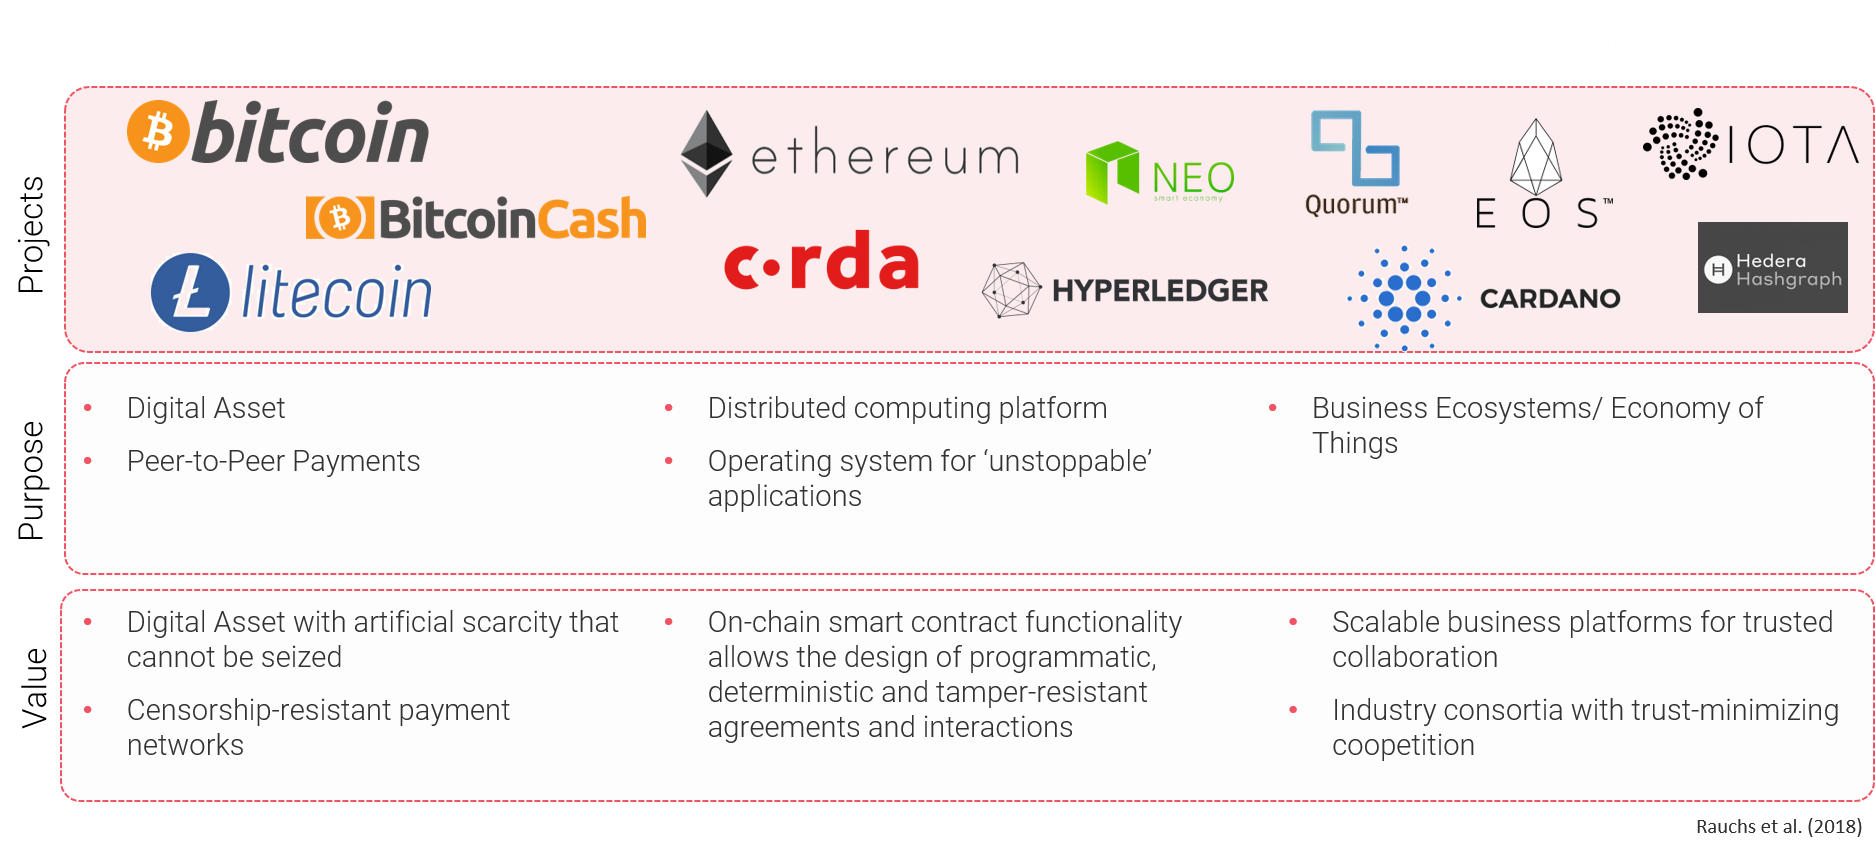 Projects
bitcoin
BitcoinCash
litecoin
ethereum
NEO
smart economy
Quorum™
EOS™
IOTA
corda
HYPERLEDGER
CARDANO
Hedera
Hashgraph
Purpose
• Digital Asset
• Peer-to-Peer Payments
• Distributed computing platform
• Operating system for ‘unstoppable’
applications
• Business Ecosystems/ Economy of
Things
Value
• Digital Asset with artificial scarcity that
cannot be seized
• Censorship-resistant payment
networks
• On-chain smart contract functionality
allows the design of programmatic,
deterministic and tamper-resistant
agreements and interactions
• Scalable business platforms for trusted
collaboration
• Industry consortia with trust-minimizing
coopetition
Rauchs et al. (2018)